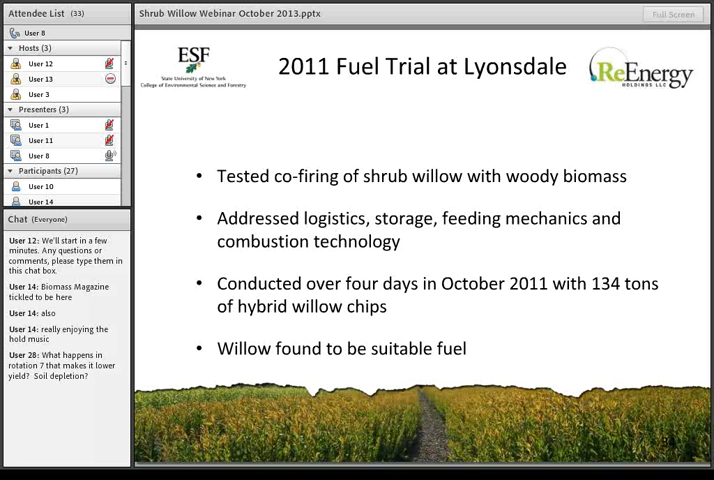 Attendee List (33)
User 8
Hosts (3)
User 12
User 13
User 3
Presenters (3)
User 1
User 11
User 8
Participants (27)
User 10
User 14
Chat (Everyone)
User 12: We'll start in a few
minutes. Any questions or
comments, please type them in
this chat box.
User 14: Biomass Magazine
tickled to be here
User 14: also
User 14: really enjoying the
hold music
User 28: What happens in
rotation 7 that makes it lower
yield? Soil depletion?
Shrub Willow Webinar October 2013.pptx
Full Screen
ESF
State University of New York
College of Environmental Science and Forestry
2011 Fuel Trial at Lyonsdale
ReEnergy
HOLDINGS LLC
• Tested co-firing of shrub willow with woody biomass
• Addressed logistics, storage, feeding mechanics and
combustion technology
• Conducted over four days in October 2011 with 134 tons
of hybrid willow chips
• Willow found to be suitable fuel